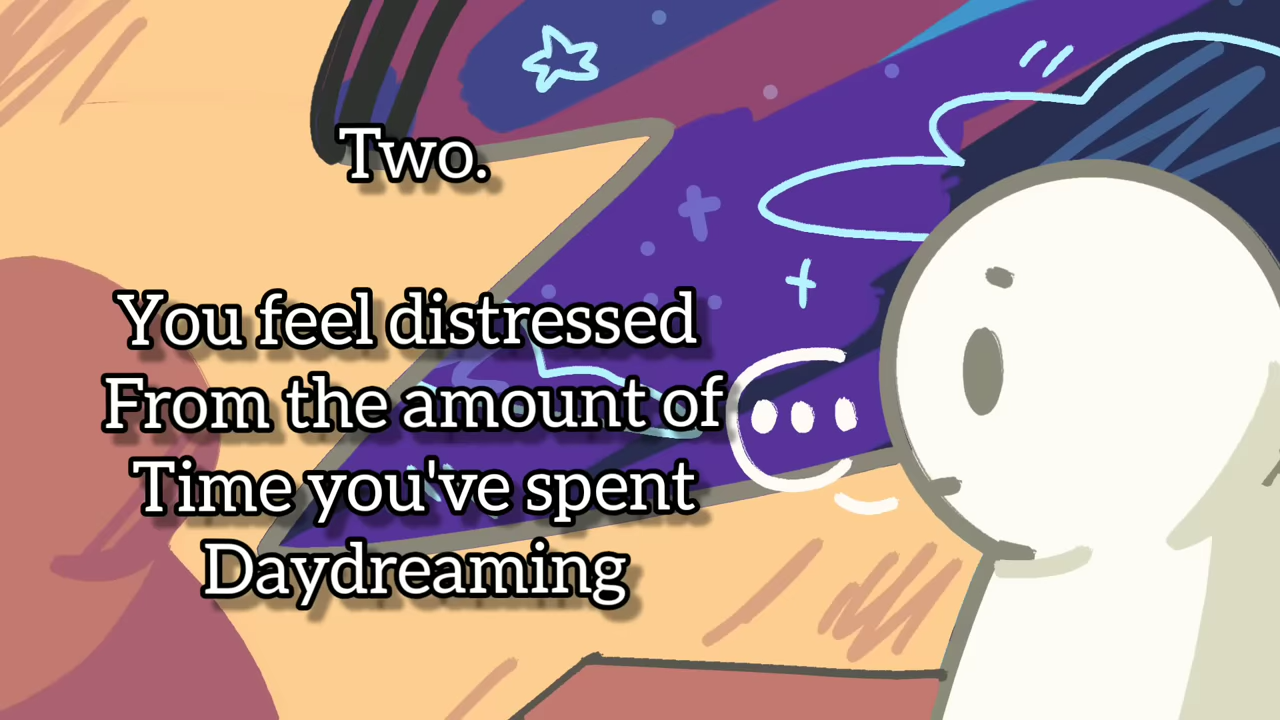 Two.
You feel distressed
From the amount of
Time you've spent
Daydreaming